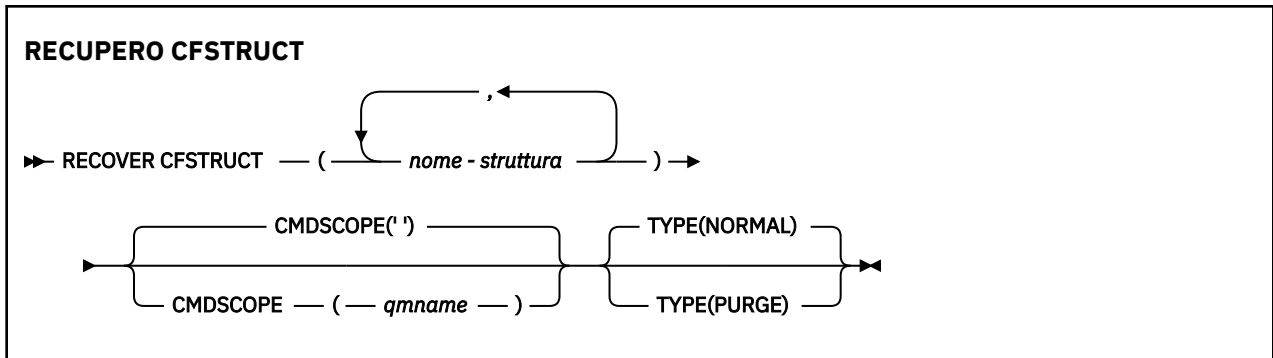 RECUPERO CFSTRUCT
,
RECOVER CFSTRUCT ( nome - struttura )
CMDSCOPE(' ') TYPE(NORMAL)
CMDSCOPE ( qmname ) TYPE(PURGE)